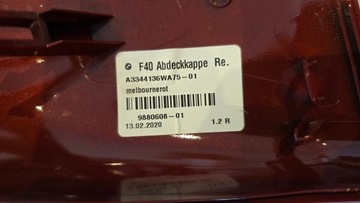 F40 Abdeckkappe Re.
A3344136WA75-01
melbournerot
9880608-01
13.02.2020 1.2 R